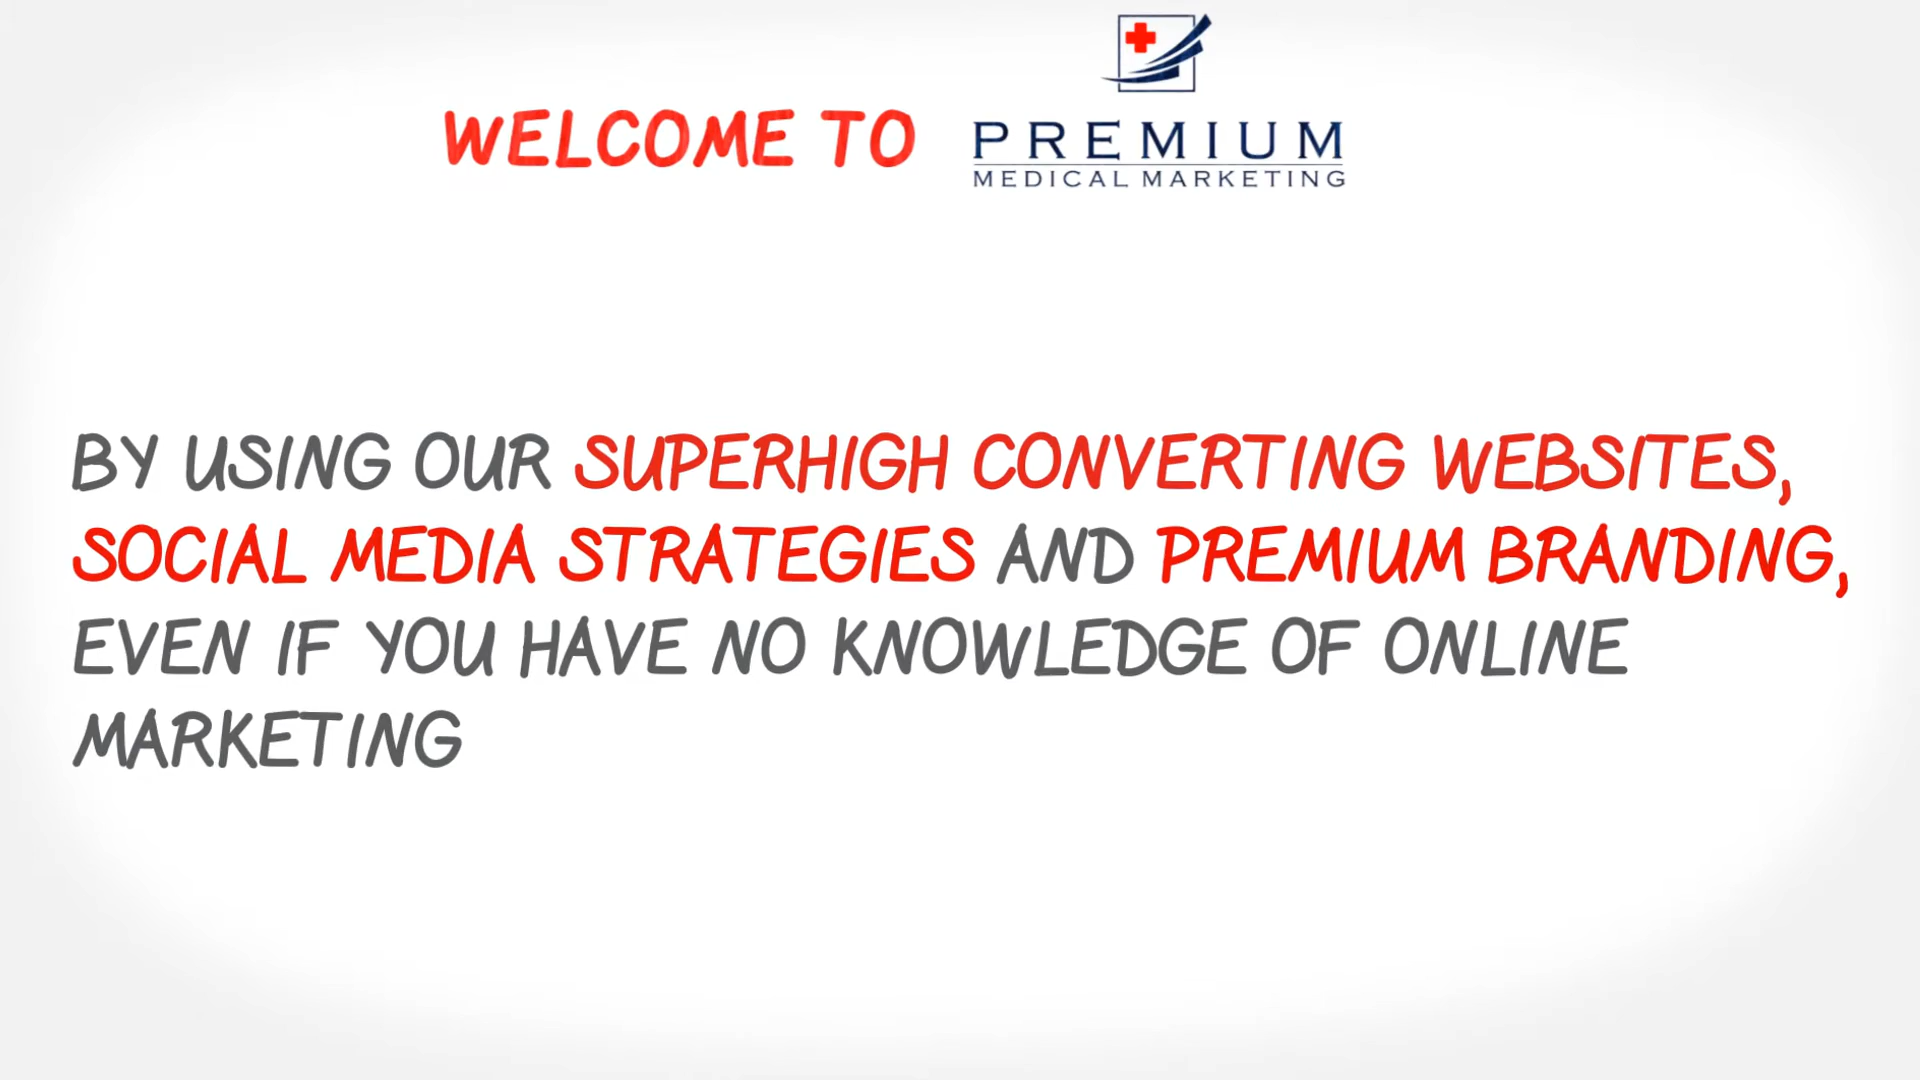 WELCOME TO
PREMIUM
MEDICAL MARKETING
BY USING OUR SUPERHIGH CONVERTING WEBSITES,
SOCIAL MEDIA STRATEGIES AND PREMIUM BRANDING,
EVEN IF YOU HAVE NO KNOWLEDGE OF ONLINE
MARKETING